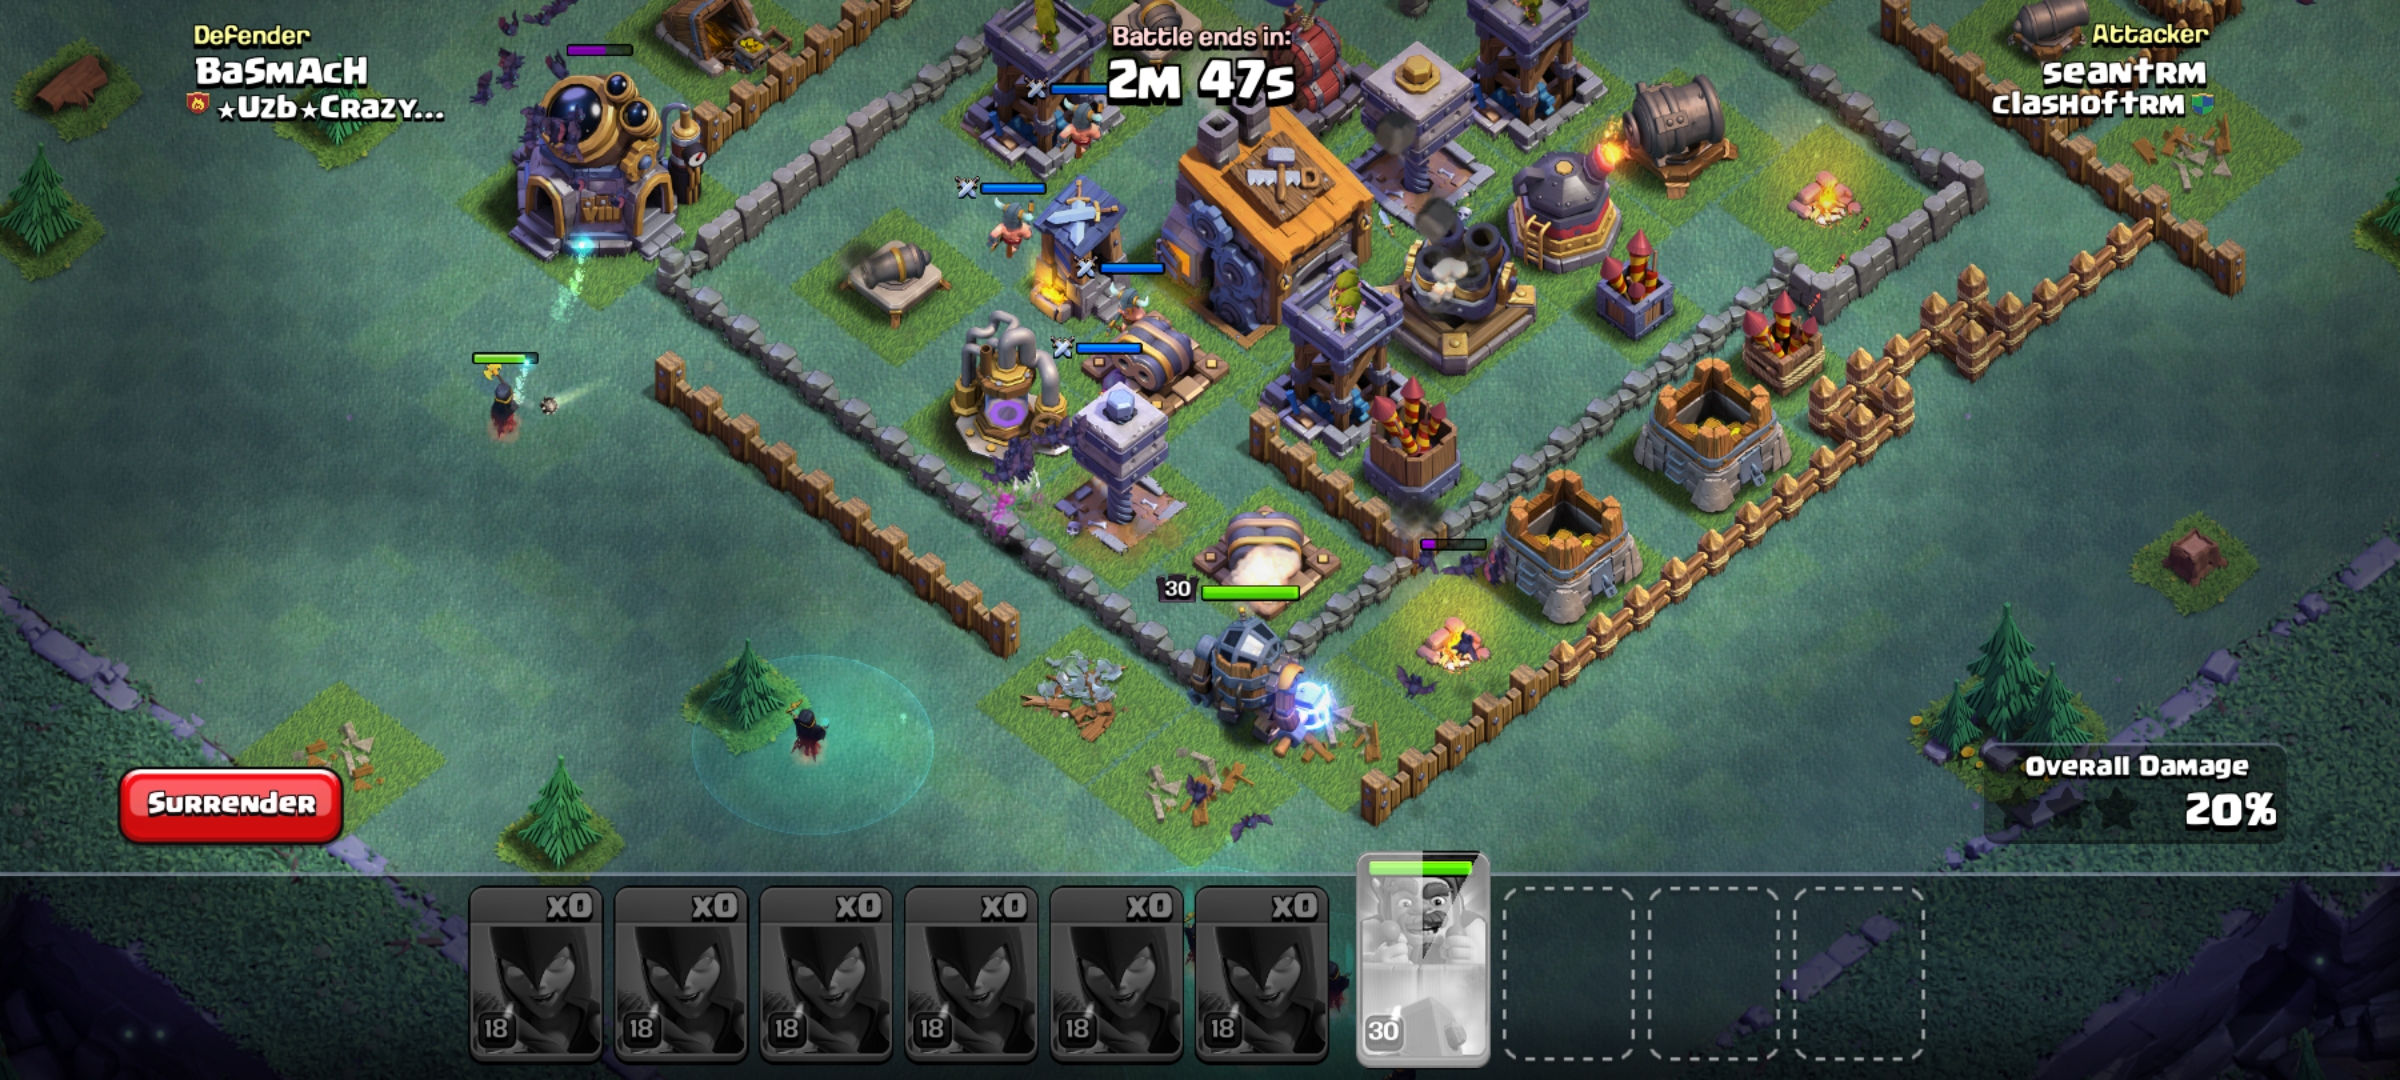 Defender
BaSmAcH
★Uzb★Crazy...
Battle ends in:
2M 47s
Attacker
seantrm
clashoftrm
VIII
30
Surrender
Overall Damage
20%
x0 x0 x0 x0 x0 x0
18 18 18 18 18 18 30